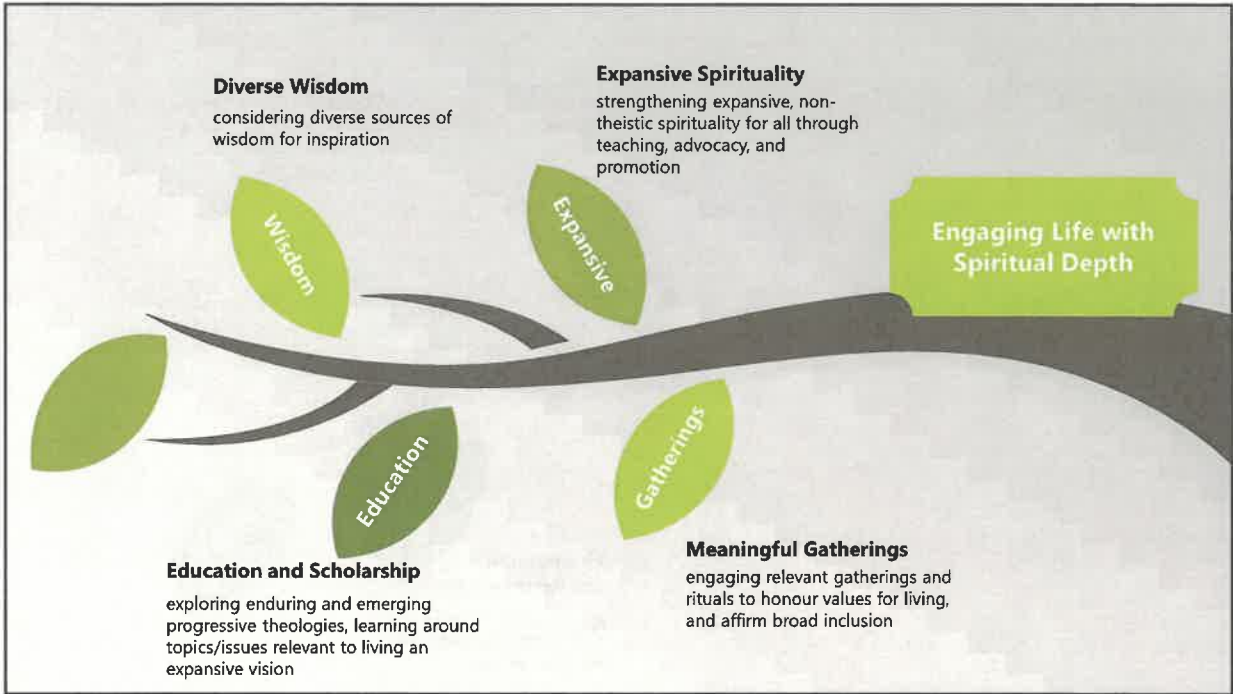 Diverse Wisdom
considering diverse sources of
wisdom for inspiration
Expansive Spirituality
strengthening expansive, non-
theistic spirituality for all through
teaching, advocacy, and
promotion
Wisdom
Expansive
Engaging Life with
Spiritual Depth
Education
Gatherings
Education and Scholarship
exploring enduring and emerging
progressive theologies, learning around
topics/issues relevant to living an
expansive vision
Meaningful Gatherings
engaging relevant gatherings and
rituals to honour values for living,
and affirm broad inclusion